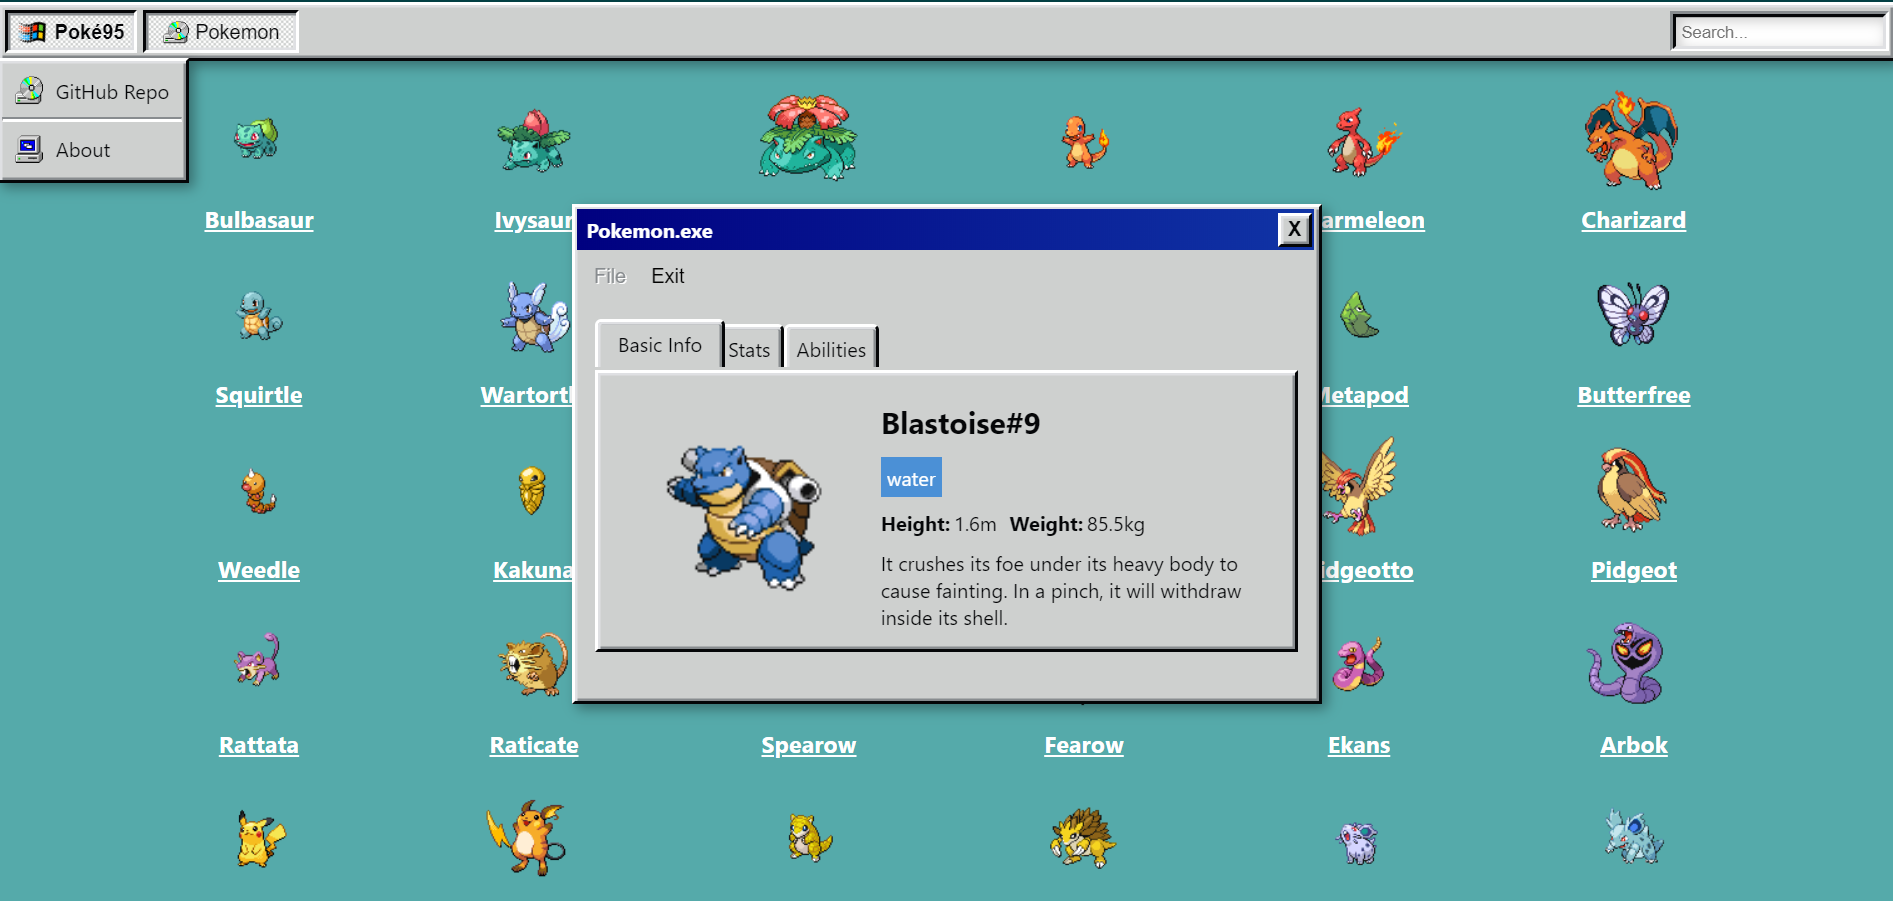 Poké95
Pokemon
Search...
GitHub Repo
About
Bulbasaur
Ivysaur
armeleon
Charizard
Pokemon.exe
X
File
Exit
Basic Info
Stats
Abilities
Blastoise#9
water
Height: 1.6m Weight: 85.5kg
It crushes its foe under its heavy body to
cause fainting. In a pinch, it will withdraw
inside its shell.
Squirtle
Wartortl
Metapod
Butterfree
Weedle
Kakuna
idgeotto
Pidgeot
Rattata
Raticate
Spearow
Fearow
Ekans
Arbok